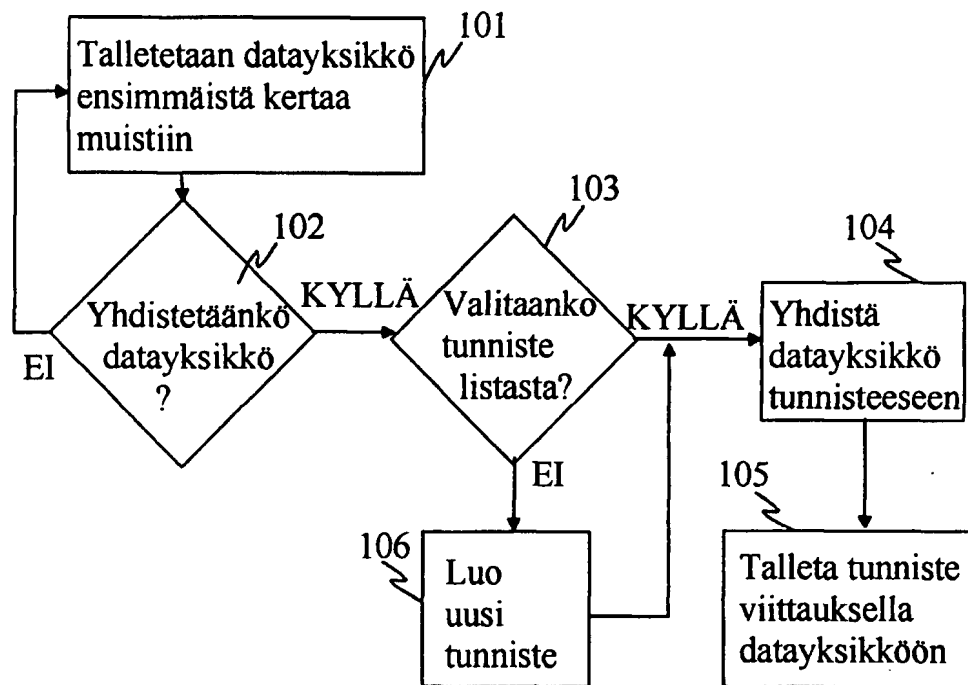 101
Talletetaan datayksikkö
ensimmäistä kertaa
muistiin
102
Yhdistetäänkö
datayksikkö
?
EI
KYLLÄ
103
Valitaanko
tunniste
listasta?
KYLLÄ
EI
104
Yhdistä
datayksikkö
tunnisteeseen
105
Talleta tunniste
viittauksella
datayksikköön
106
Luo
uusi
tunniste